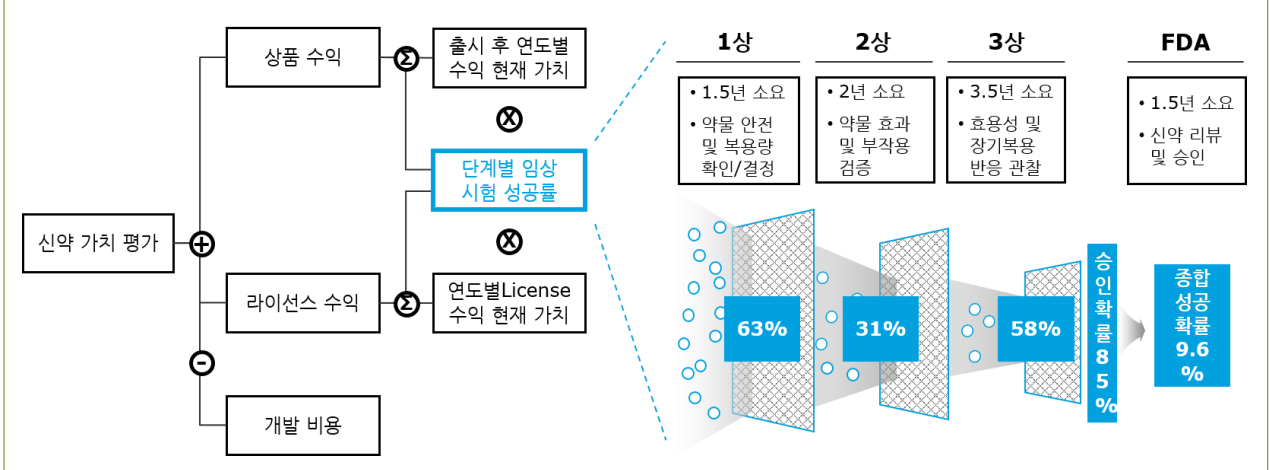 신약 가치 평가
+
-
상품 수익
라이선스 수익
개발 비용
Σ
Σ
출시 후 연도별
수익 현재 가치
X
단계별 임상
시험 성공률
X
연도별License
수익 현재 가치
1상
• 1.5년 소요
• 약물 안전
및 복용량
확인/결정
2상
• 2년 소요
• 약물 효과
및 부작용
검증
3상
• 3.5년 소요
• 효용성 및
장기복용
반응 관찰
FDA
• 1.5년 소요
• 신약 리뷰
및 승인
63%
31%
58%
승
인
확
률
8
5
%
종합
성공
확률
9.6
%